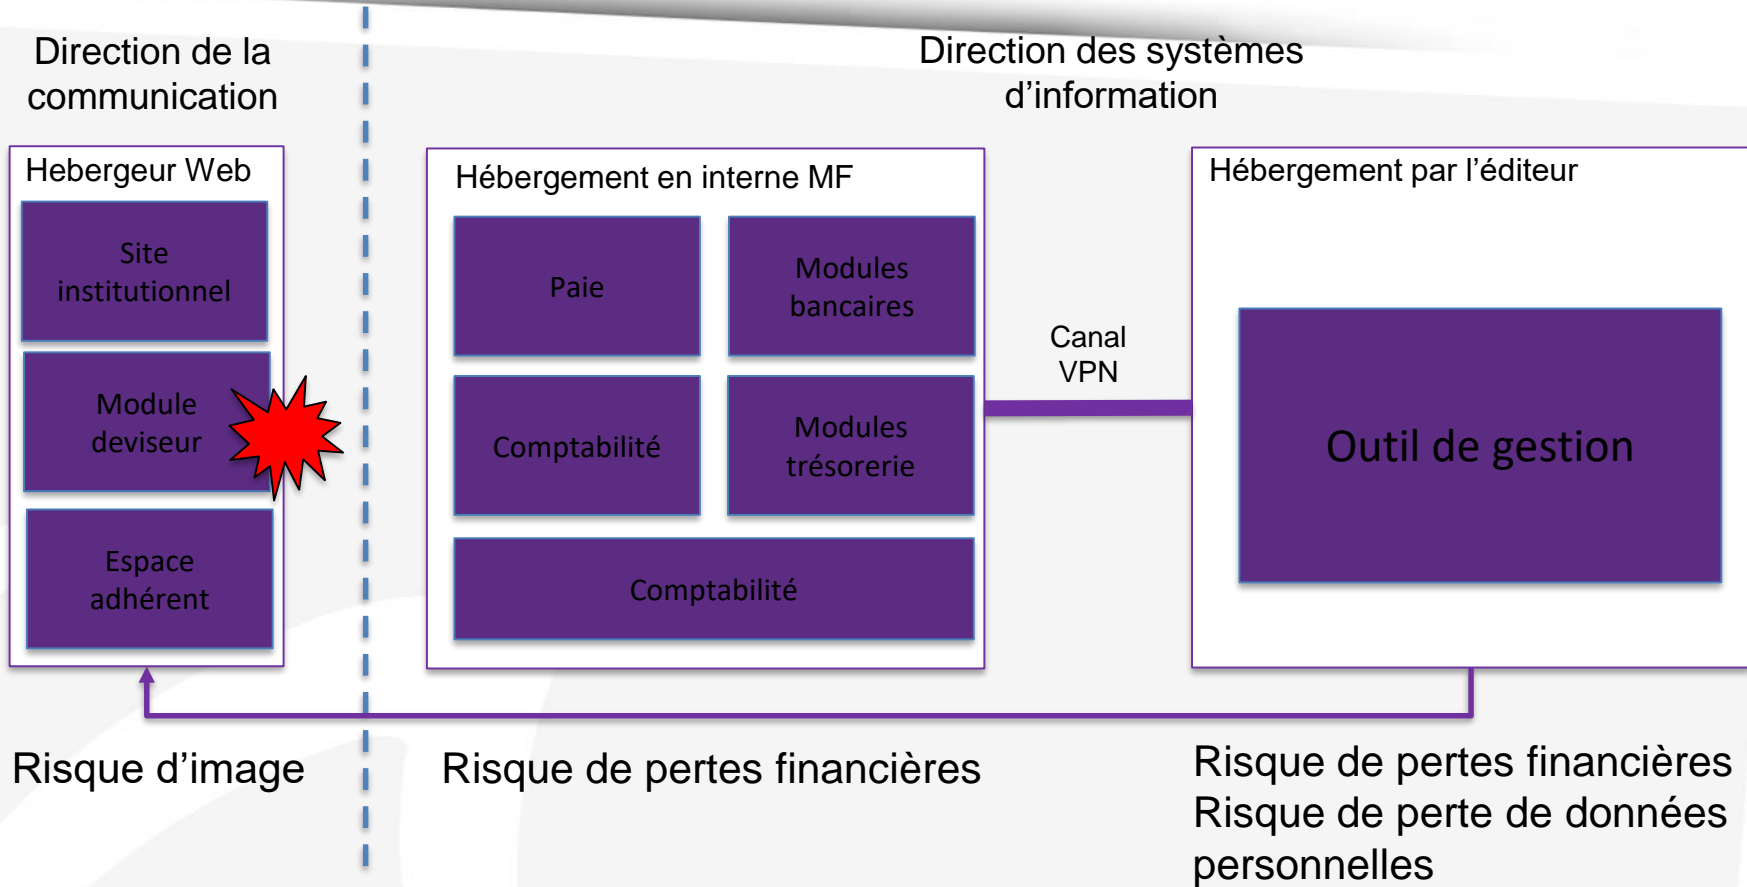 Direction de la
communication
Direction des systèmes
d’information
Hebergeur Web
Site
institutionnel
Module
deviseur
Espace
adhérent
Hébergement en interne MF
Paie
Modules
bancaires
Comptabilité
Modules
trésorerie
Comptabilité
Canal
VPN
Hébergement par l’éditeur
Outil de gestion
Risque d’image
Risque de pertes financières
Risque de pertes financières
Risque de perte de données
personnelles